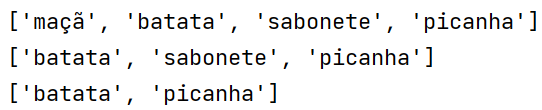 ['maçã', 'batata', 'sabonete', 'picanha']
['batata', 'sabonete', 'picanha']
['batata', 'picanha']